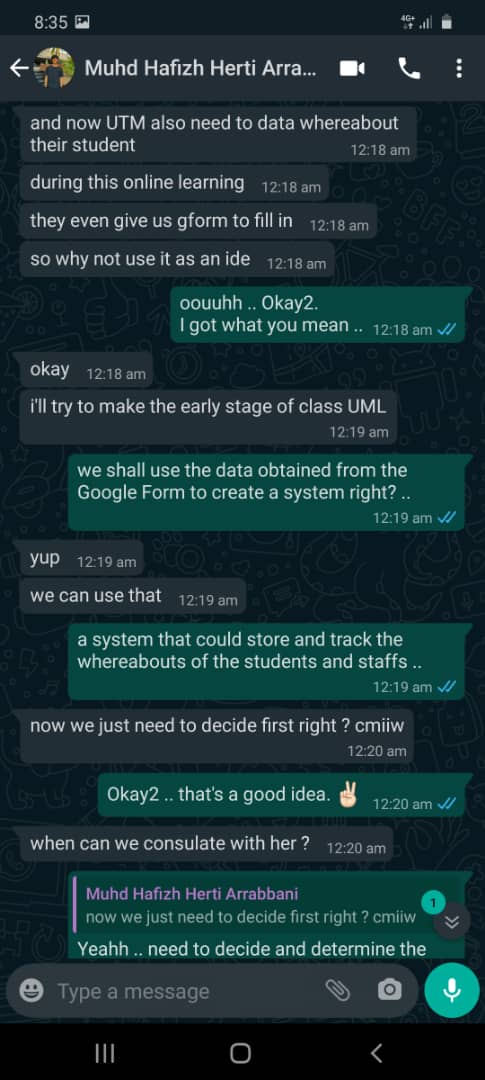 8:35
4G+
Muhd Hafizh Herti Arra...
and now UTM also need to data whereabout
their student
12:18 am
during this online learning 12:18 am
they even give us gform to fill in 12:18 am
so why not use it as an ide 12:18 am
oouuhh .. Okay2.
I got what you mean .. 12:18 am
okay 12:18 am
i'll try to make the early stage of class UML
12:19 am
we shall use the data obtained from the
Google Form to create a system right? ..
12:19 am
yup 12:19 am
we can use that 12:19 am
a system that could store and track the
whereabouts of the students and staffs ..
12:19 am
now we just need to decide first right ? cmiiw
12:20 am
Okay2 .. that's a good idea. ✌🏻 12:20 am
when can we consulate with her ? 12:20 am
Muhd Hafizh Herti Arrabbani
1
now we just need to decide first right ? cmiiw
Yeahh .. need to decide and determine the
Type a message